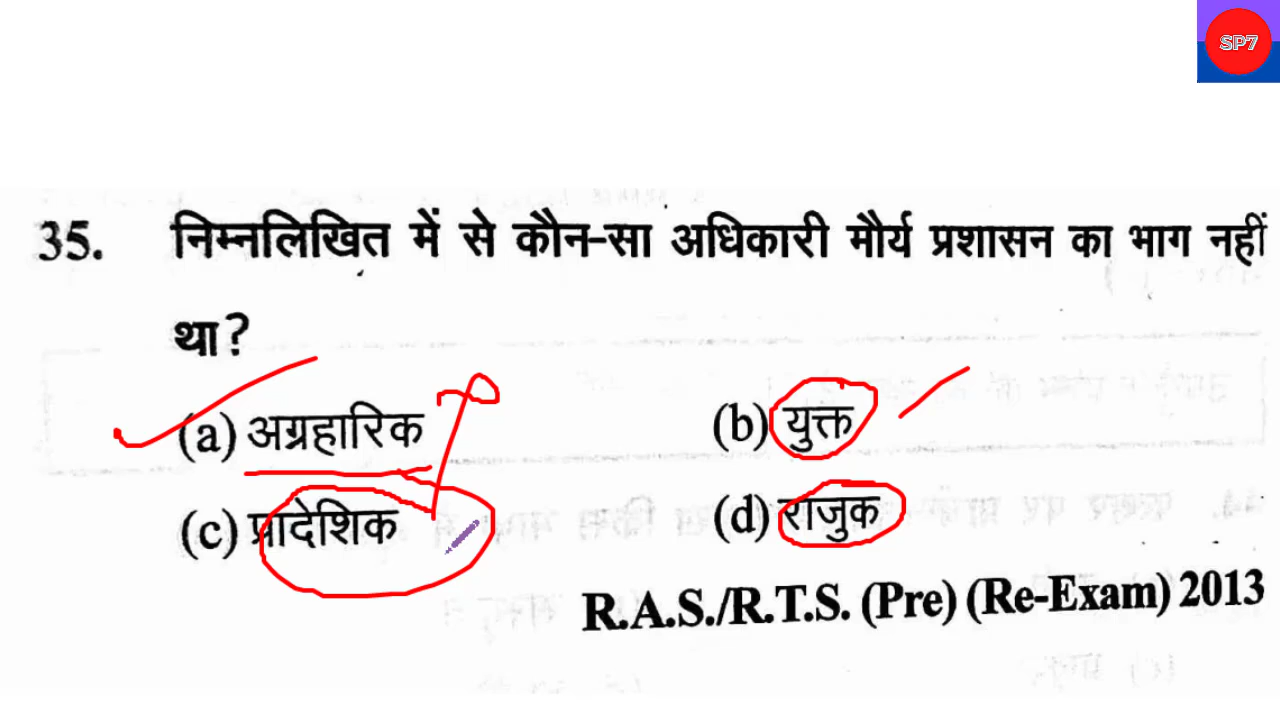 SP7
35. निम्नलिखित में से कौन-सा अधिकारी मौर्य प्रशासन का भाग नहीं
था?
(a) अग्रहारिक (b) युक्त
(c) प्रादेशिक (d) राजुक
R.A.S./R.T.S. (Pre) (Re-Exam) 2013